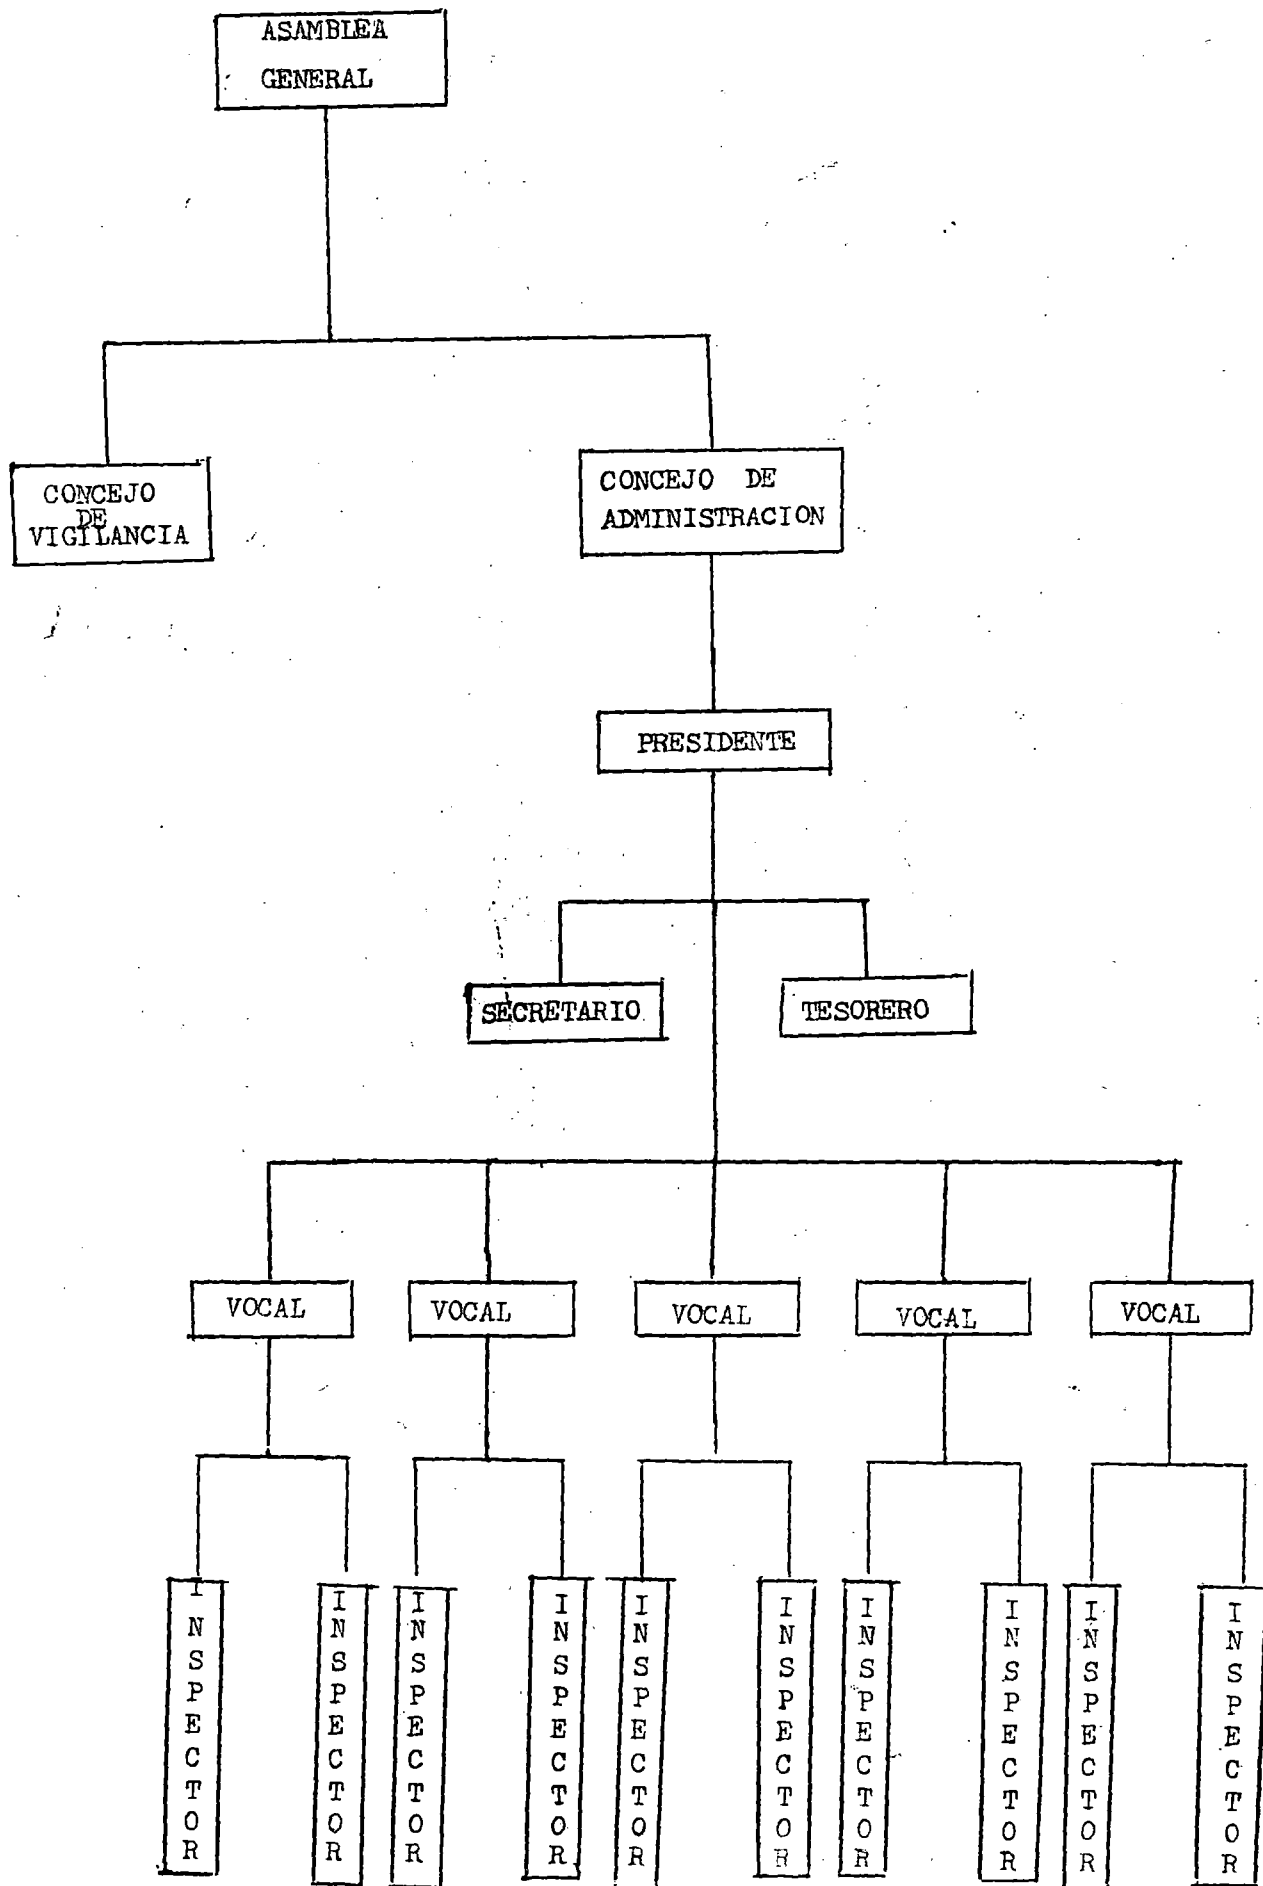 ASAMBLEA
GENERAL
CONCEJO
DE
VIGILANCIA
CONCEJO DE
ADMINISTRACION
PRESIDENTE
SECRETARIO
TESORERO
VOCAL
VOCAL
VOCAL
VOCAL
VOCAL
INSPECTOR
INSPECTOR
INSPECTOR
INSPECTOR
INSPECTOR
INSPECTOR
INSPECTOR
INSPECTOR
INSPECTOR
INSPECTOR